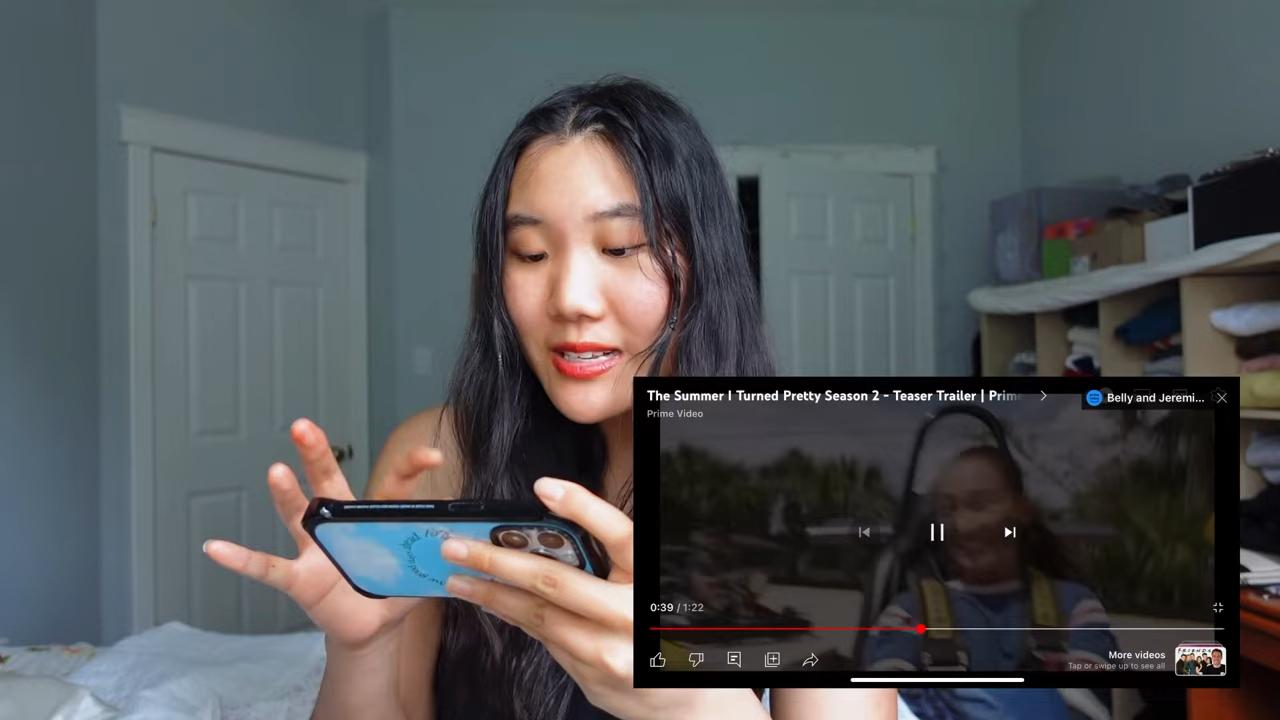 The Summer I Turned Pretty Season 2 - Teaser Trailer | Prim
Belly and Jeremi...
Prime Video
0:39 / 1:22
More videos
Tap or swipe up to see all
FRIENDS